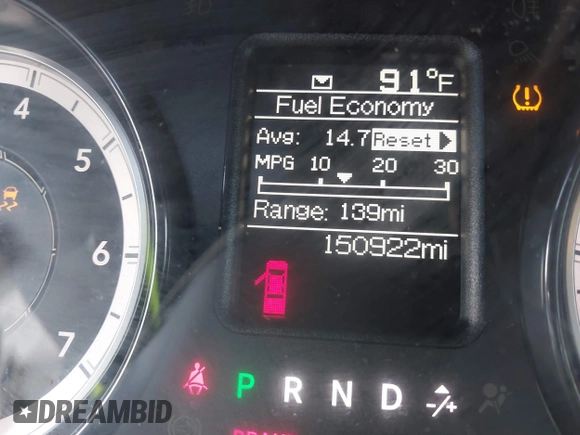 91°F
Fuel Economy
Avg: 14.7 Reset
MPG 10 20 30
Range: 139mi
150922mi
4
5
6
7
P R N D -/+
DREAMBID